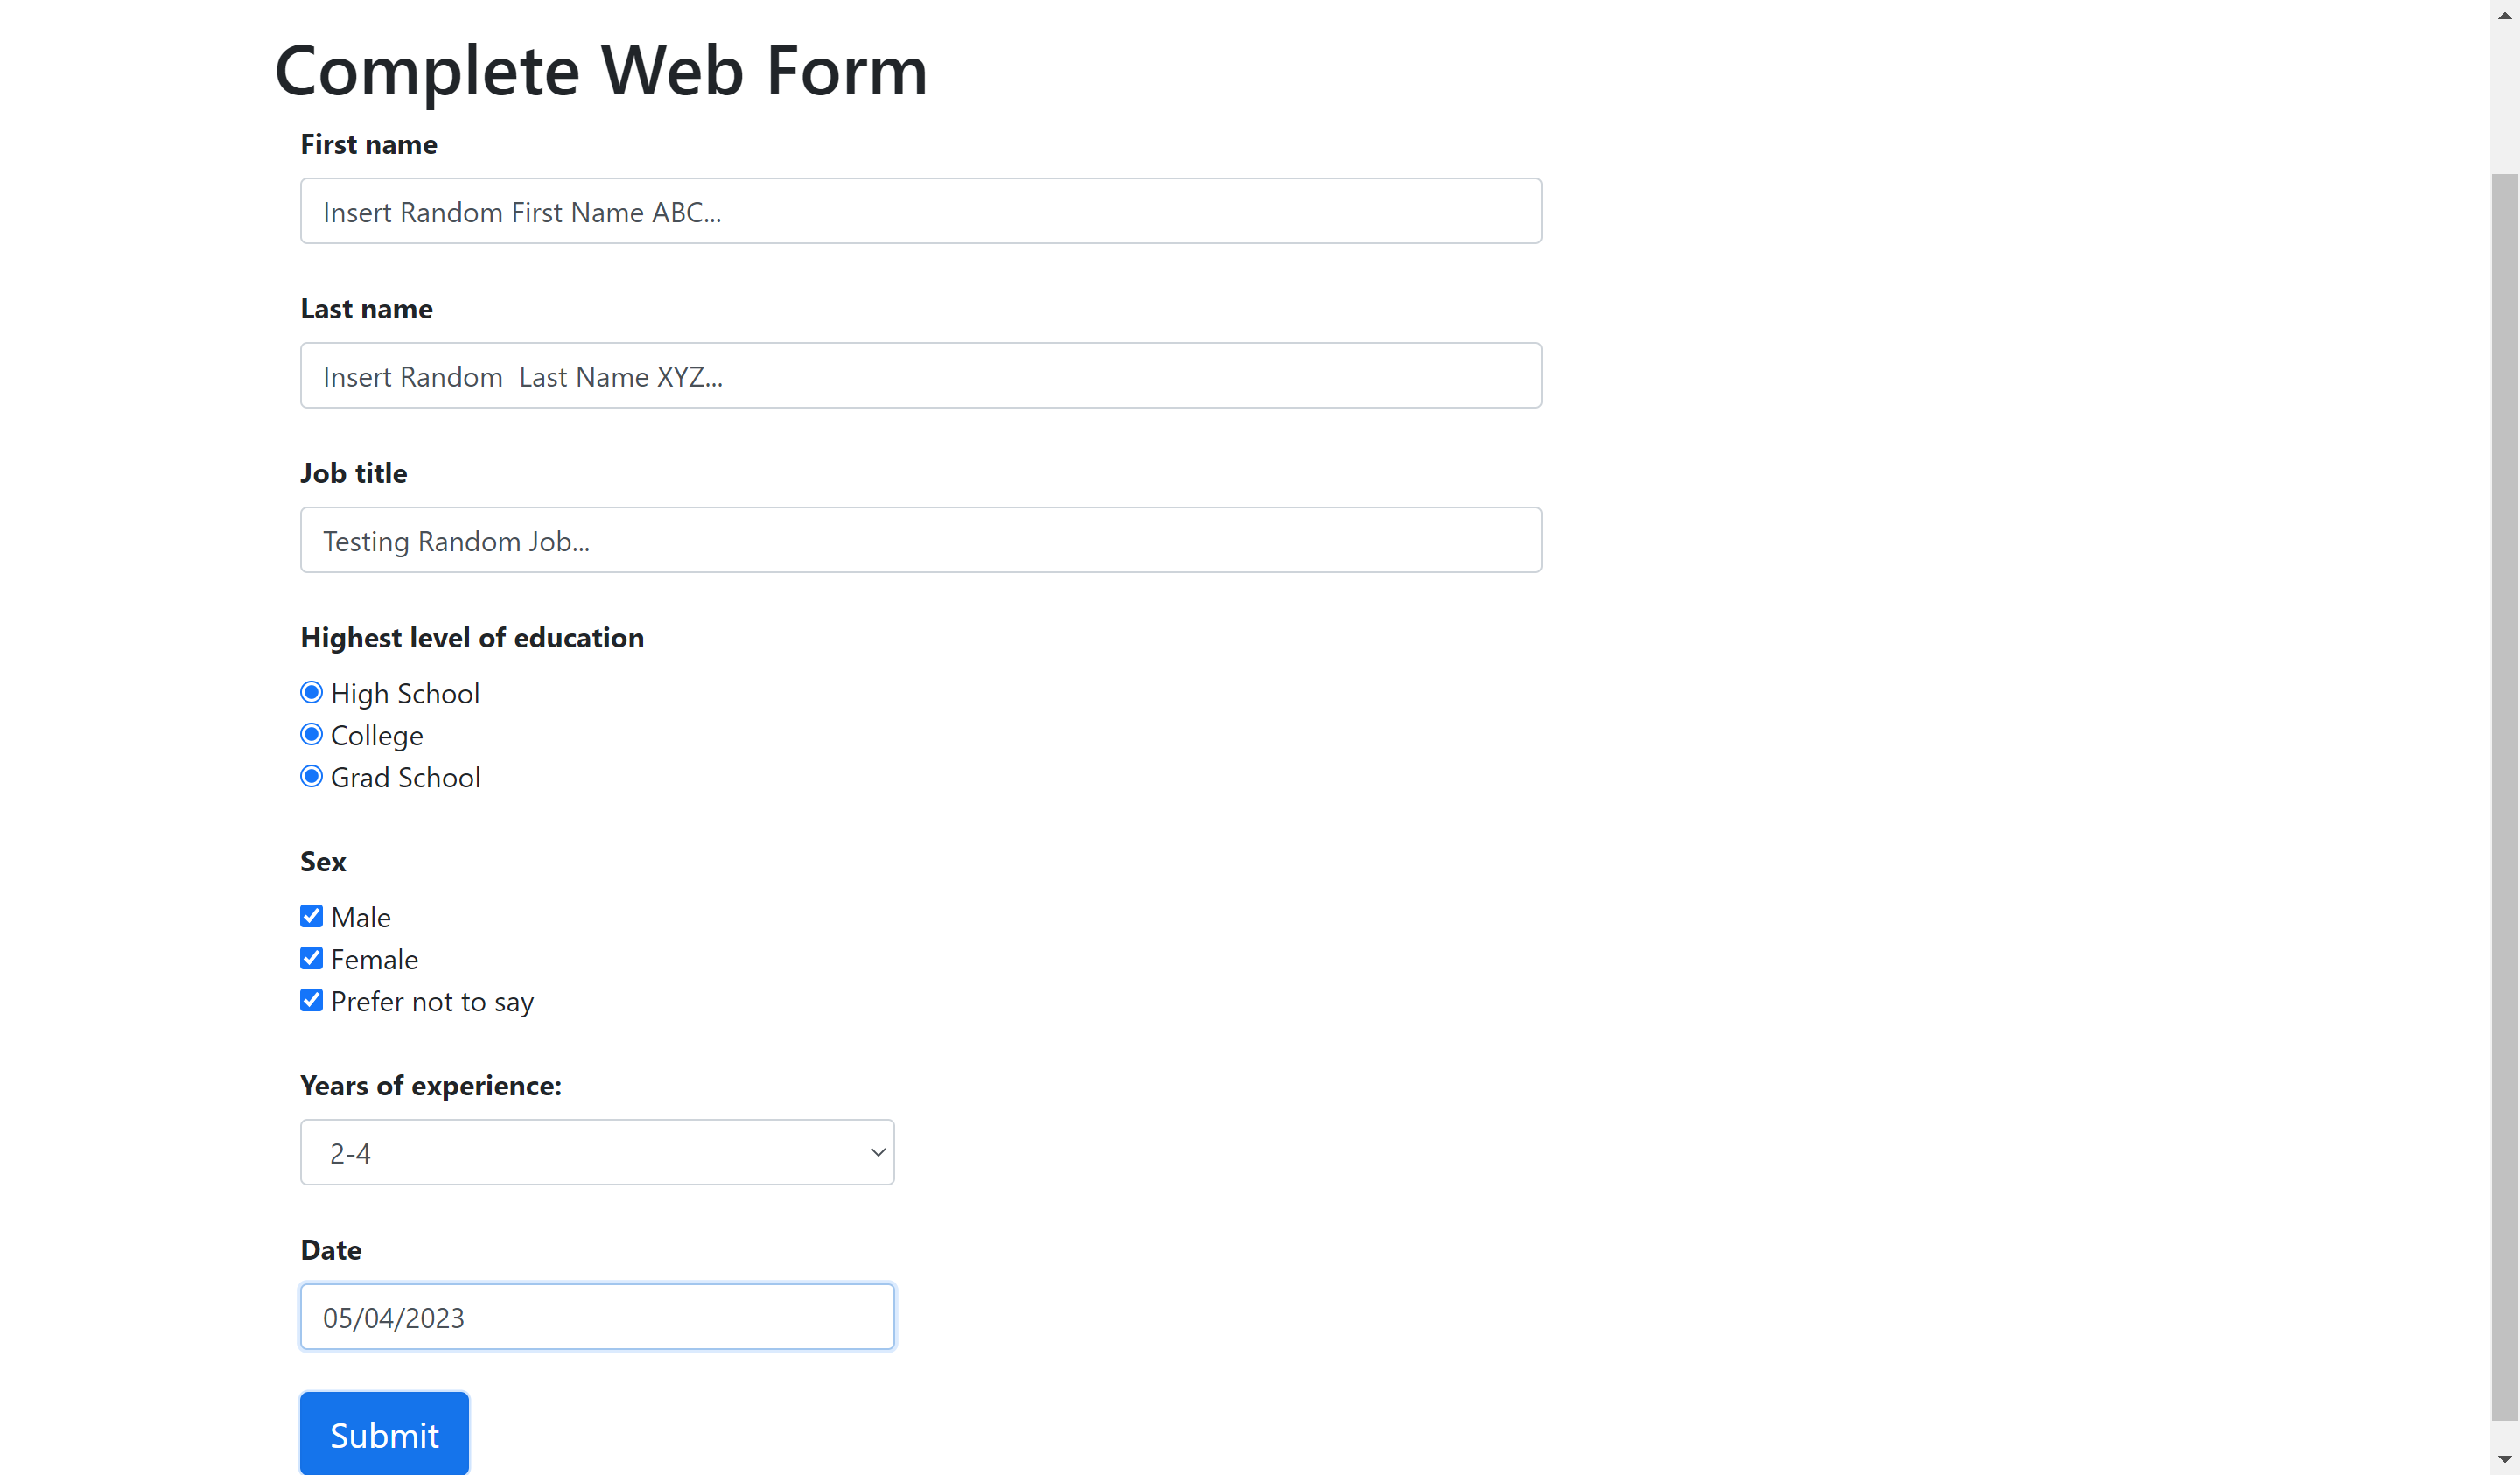 Complete Web Form
First name
Insert Random First Name ABC...
Last name
Insert Random  Last Name XYZ...
Job title
Testing Random Job...
Highest level of education
High School
College
Grad School
Sex
Male
Female
Prefer not to say
Years of experience:
2-4
Date
05/04/2023
Submit